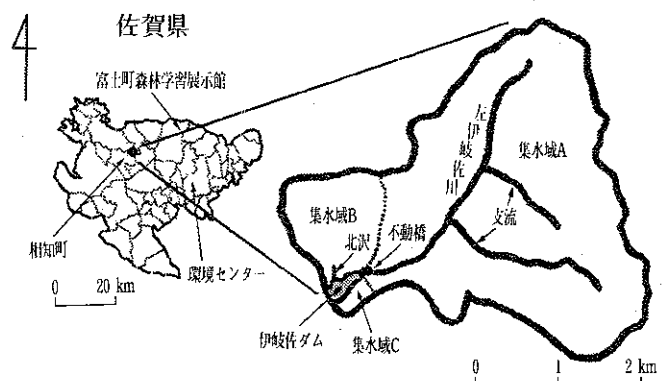 佐賀県
富士町森林学習展示館
相知町
環境センター
0 20 km
左伊岐佐川
集水域A
集水域B
北沢
不動橋
支流
伊岐佐ダム
集水域C
0 1 2 km